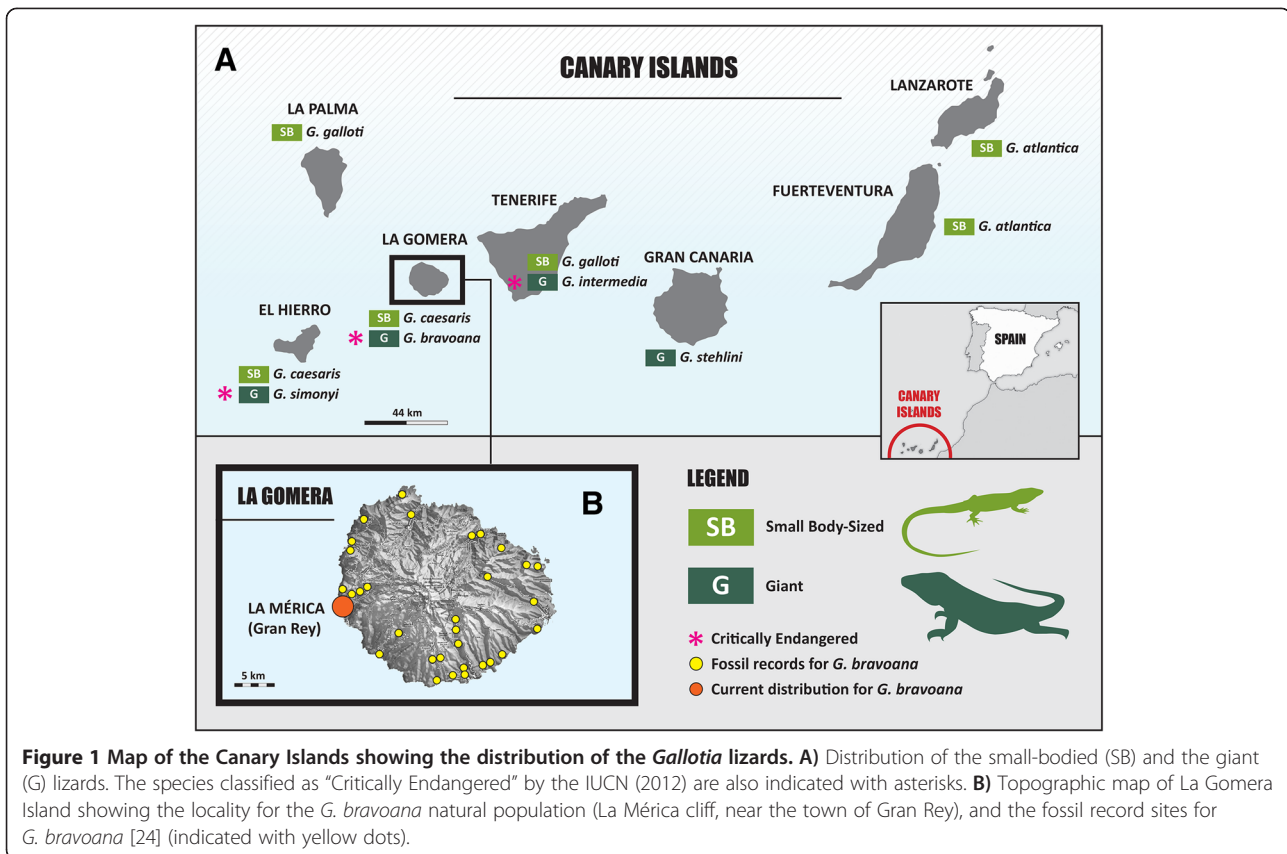 A
CANARY ISLANDS
LANZAROTE
SB G. atlantica
LA PALMA
SB G. galloti
FUERTEVENTURA
SB G. atlantica
TENERIFE
SB G. galloti
* G G. intermedia
LA GOMERA
SB G. caesaris
* G G. bravoana
GRAN CANARIA
G G. stehlini
EL HIERRO
SB G. caesaris
* G G. simonyi
44 km
SPAIN
CANARY
ISLANDS
LA GOMERA
B
LA MÉRICA
(Gran Rey)
5 km
LEGEND
SB Small Body-Sized
G Giant
* Critically Endangered
Fossil records for G. bravoana
Current distribution for G. bravoana
Figure 1 Map of the Canary Islands showing the distribution of the Gallotia lizards. A) Distribution of the small-bodied (SB) and the giant
(G) lizards. The species classified as “Critically Endangered” by the IUCN (2012) are also indicated with asterisks. B) Topographic map of La Gomera
Island showing the locality for the G. bravoana natural population (La Mérica cliff, near the town of Gran Rey), and the fossil record sites for
G. bravoana [24] (indicated with yellow dots).